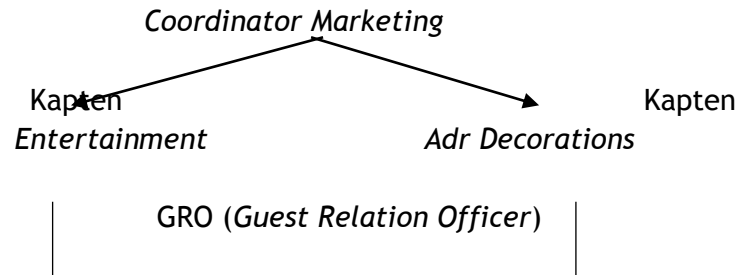 Coordinator Marketing
Kapten Kapten
Entertainment Adr Decorations
GRO (Guest Relation Officer)